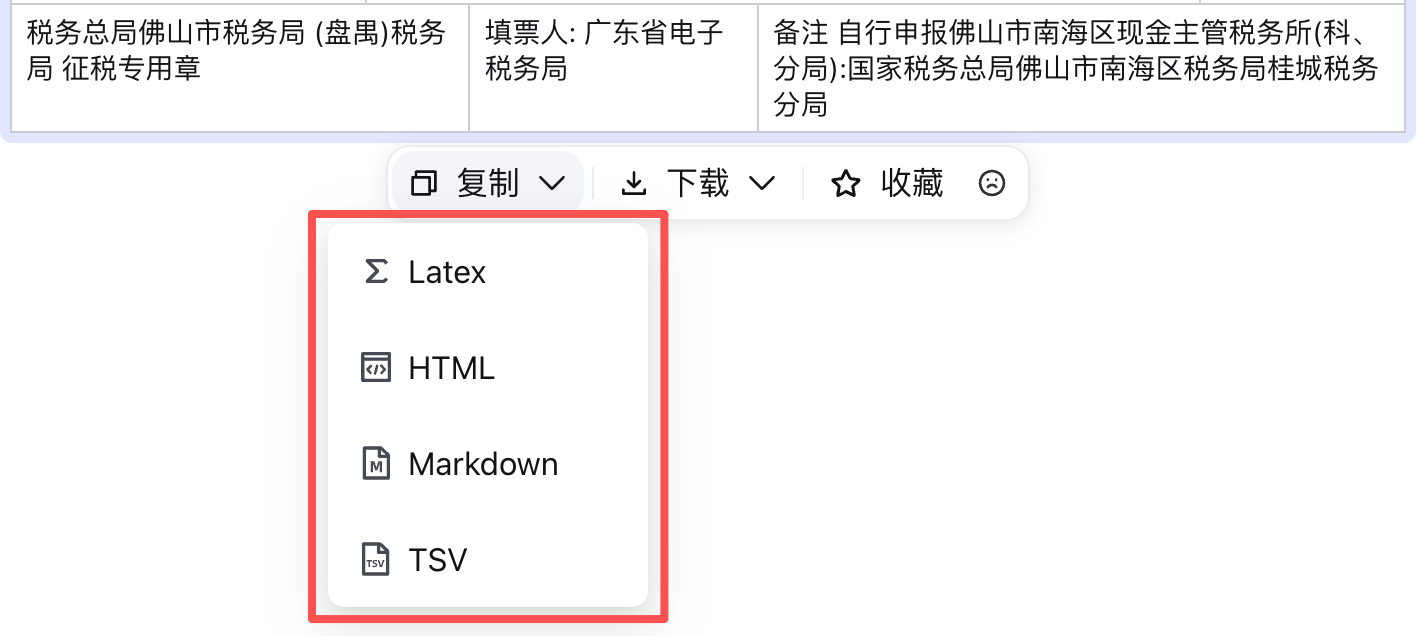 税务总局佛山市税务局 (盘禺)税务
局 征税专用章
填票人: 广东省电子
税务局
备注 自行申报佛山市南海区现金主管税务所(科、
分局):国家税务总局佛山市南海区税务局桂城税务
分局
复制
下载
收藏
Latex
HTML
Markdown
TSV